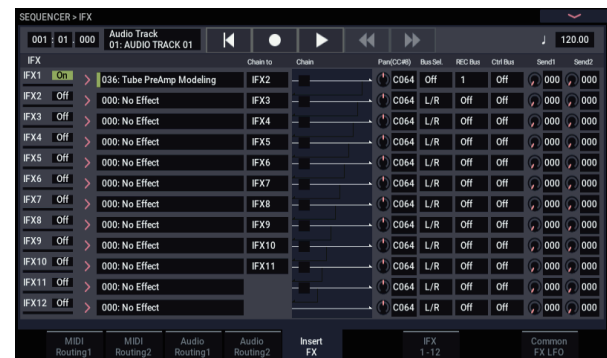 SEQUENCER > IFX
001 : 01 . 000 Audio Track 01: AUDIO TRACK 01 ♩ 120.00
IFX Chain to Chain Pan(CC#8) Bus Sel. REC Bus Ctrl Bus Send1 Send2
IFX1 On 036: Tube PreAmp Modeling IFX2 C064 Off 1 Off 000 000
IFX2 Off 000: No Effect IFX3 C064 L/R Off Off 000 000
IFX3 Off 000: No Effect IFX4 C064 L/R Off Off 000 000
IFX4 Off 000: No Effect IFX5 C064 L/R Off Off 000 000
IFX5 Off 000: No Effect IFX6 C064 L/R Off Off 000 000
IFX6 Off 000: No Effect IFX7 C064 L/R Off Off 000 000
IFX7 Off 000: No Effect IFX8 C064 L/R Off Off 000 000
IFX8 Off 000: No Effect IFX9 C064 L/R Off Off 000 000
IFX9 Off 000: No Effect IFX10 C064 L/R Off Off 000 000
IFX10 Off 000: No Effect IFX11 C064 L/R Off Off 000 000
IFX11 Off 000: No Effect C064 L/R Off Off 000 000
IFX12 Off 000: No Effect C064 L/R Off Off 000 000
MIDI Routing1 MIDI Routing2 Audio Routing1 Audio Routing2 Insert FX IFX 1-12 Common FX LFO